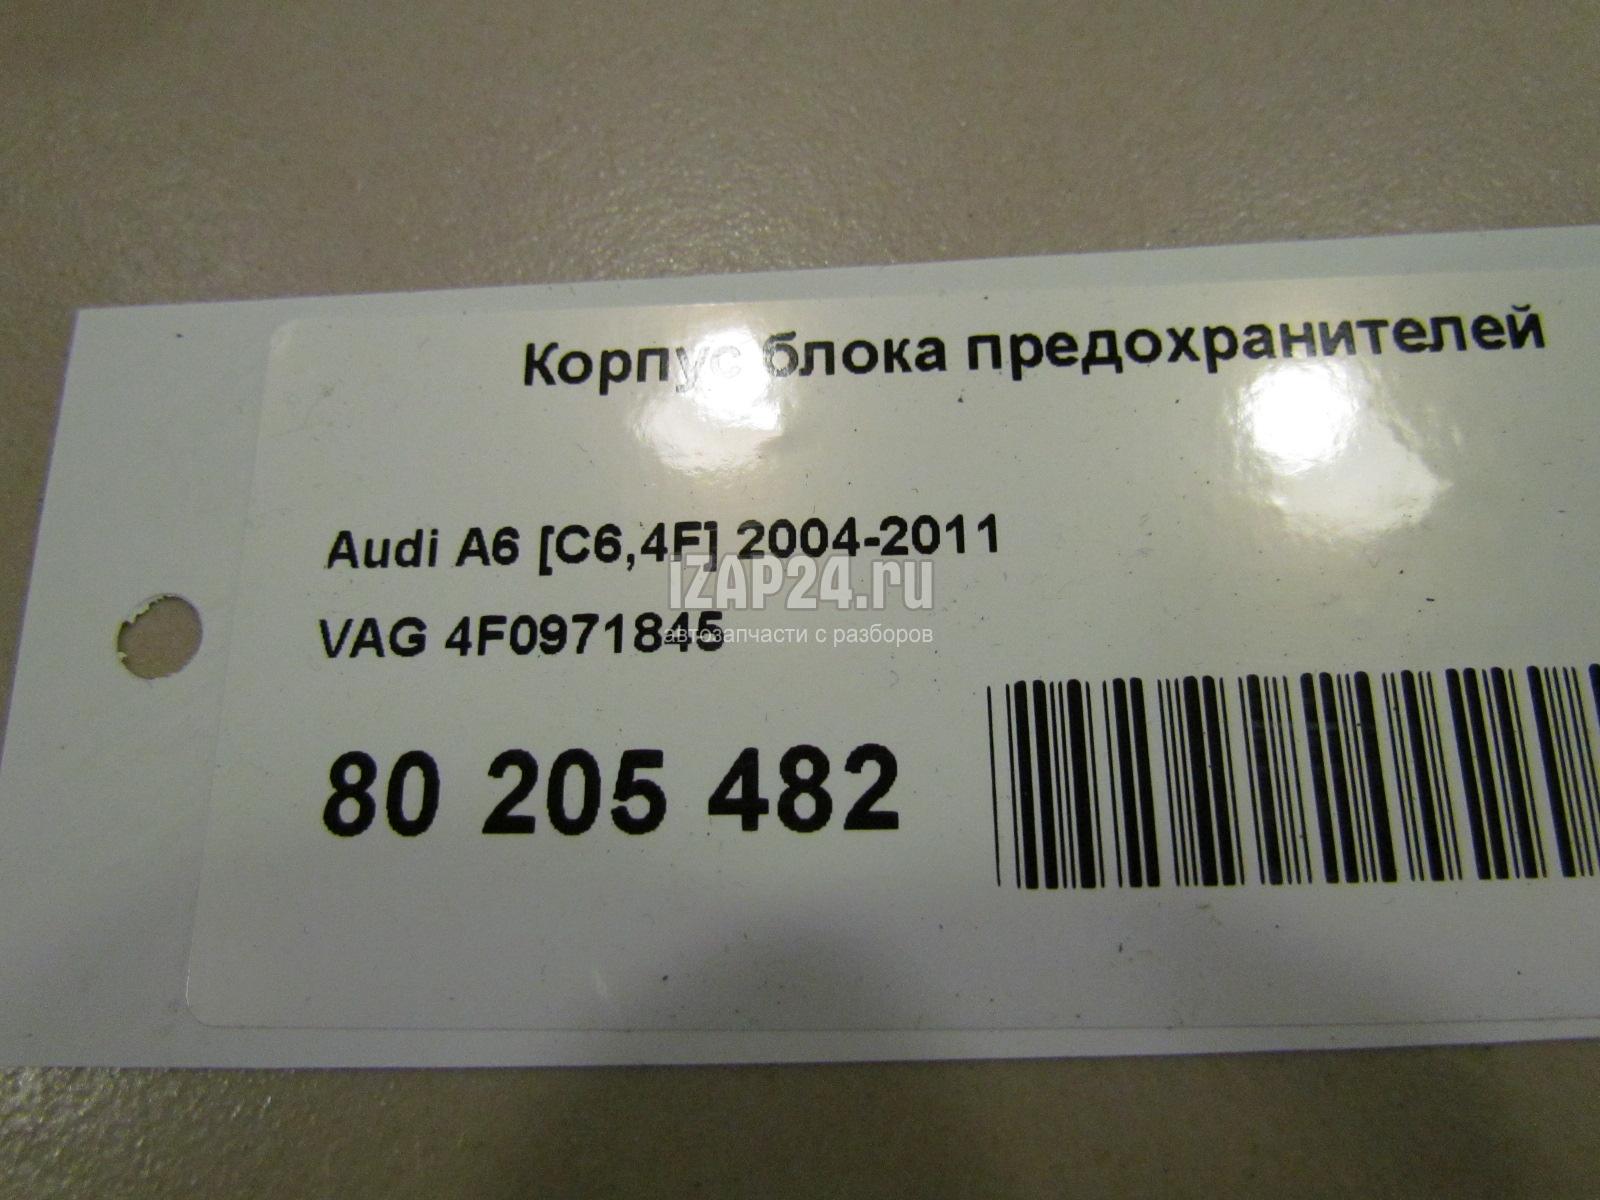 Корпус блока предохранителей
Audi A6 [C6,4F] 2004-2011
IZAP24.ru
VAG 4F0971845
автозапчасти с разборов
80 205 482